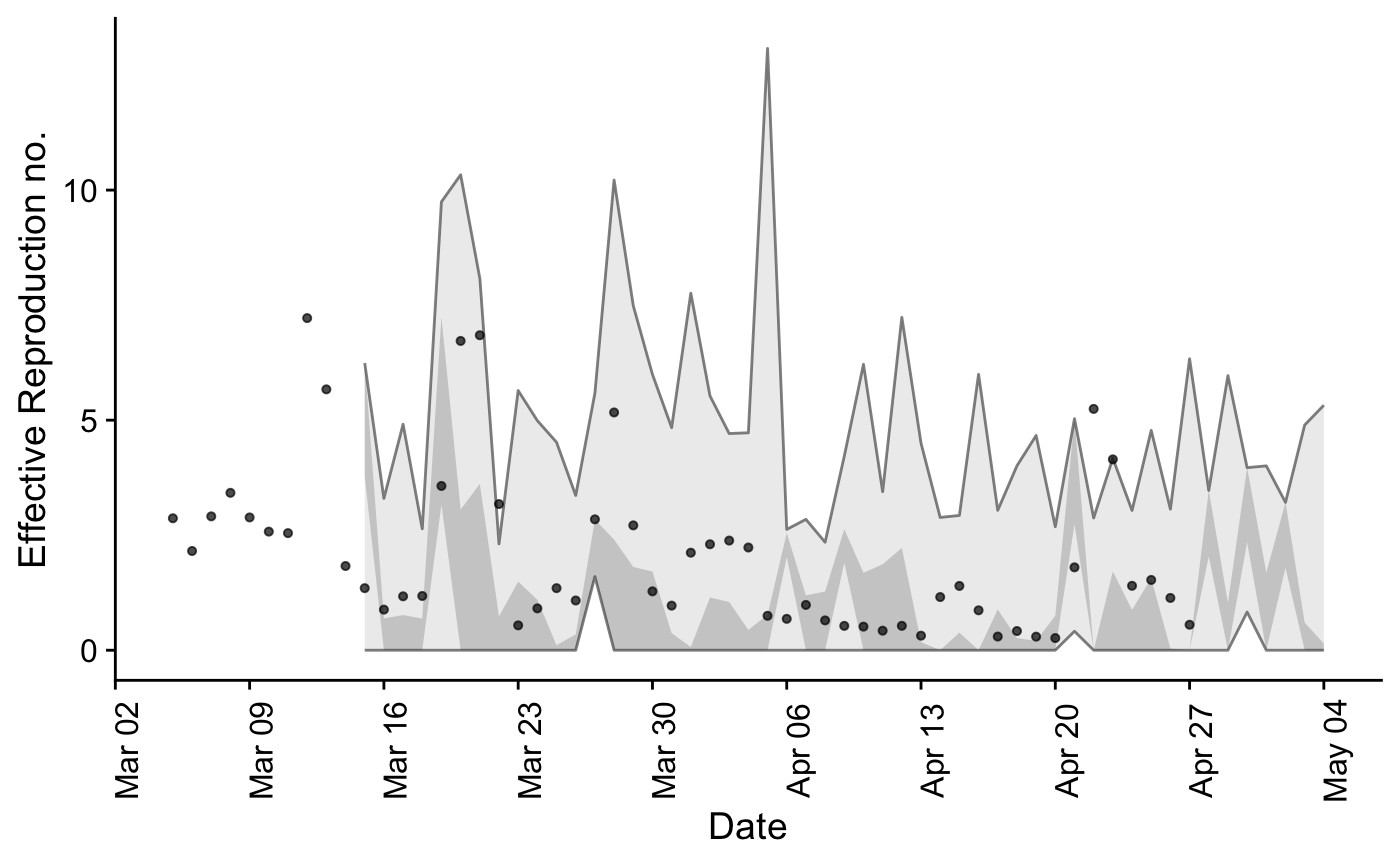 Effective Reproduction no.
10
5
0
Mar 02
Mar 09
Mar 16
Mar 23
Mar 30
Apr 06
Apr 13
Apr 20
Apr 27
May 04
Date